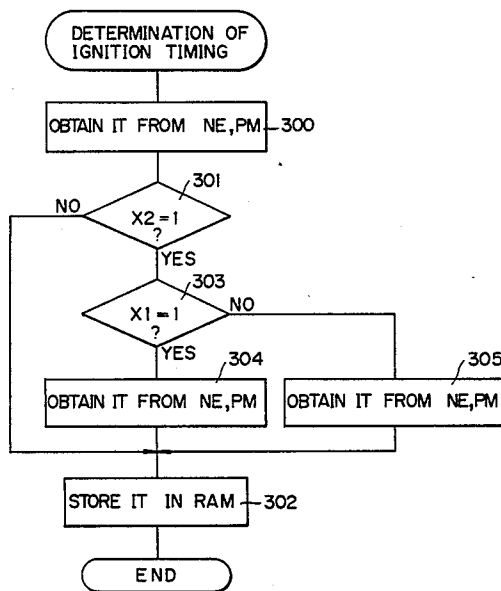 DETERMINATION OF
IGNITION TIMING
OBTAIN IT FROM NE,PM
300
301
NO
X2=1
?
YES
303
X1=1
?
NO
YES
304
305
OBTAIN IT FROM NE,PM
OBTAIN IT FROM NE,PM
STORE IT IN RAM
302
END